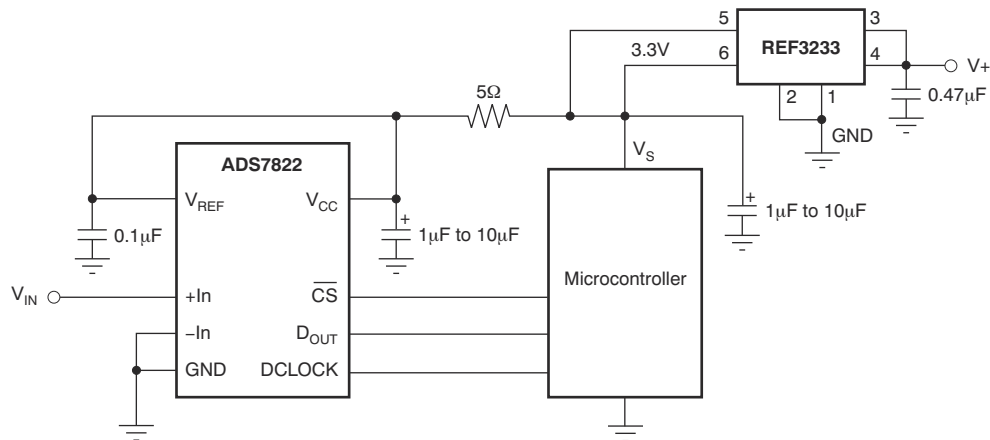 5 REF3233 3
3.3V 6 4 V+
5Ω 2 1 0.47μF
GND
ADS7822 V_S
V_REF V_CC
+ +
0.1μF 1μF to 10μF 1μF to 10μF
Microcontroller
V_IN +In C̅S̅
−In D_OUT
GND DCLOCK